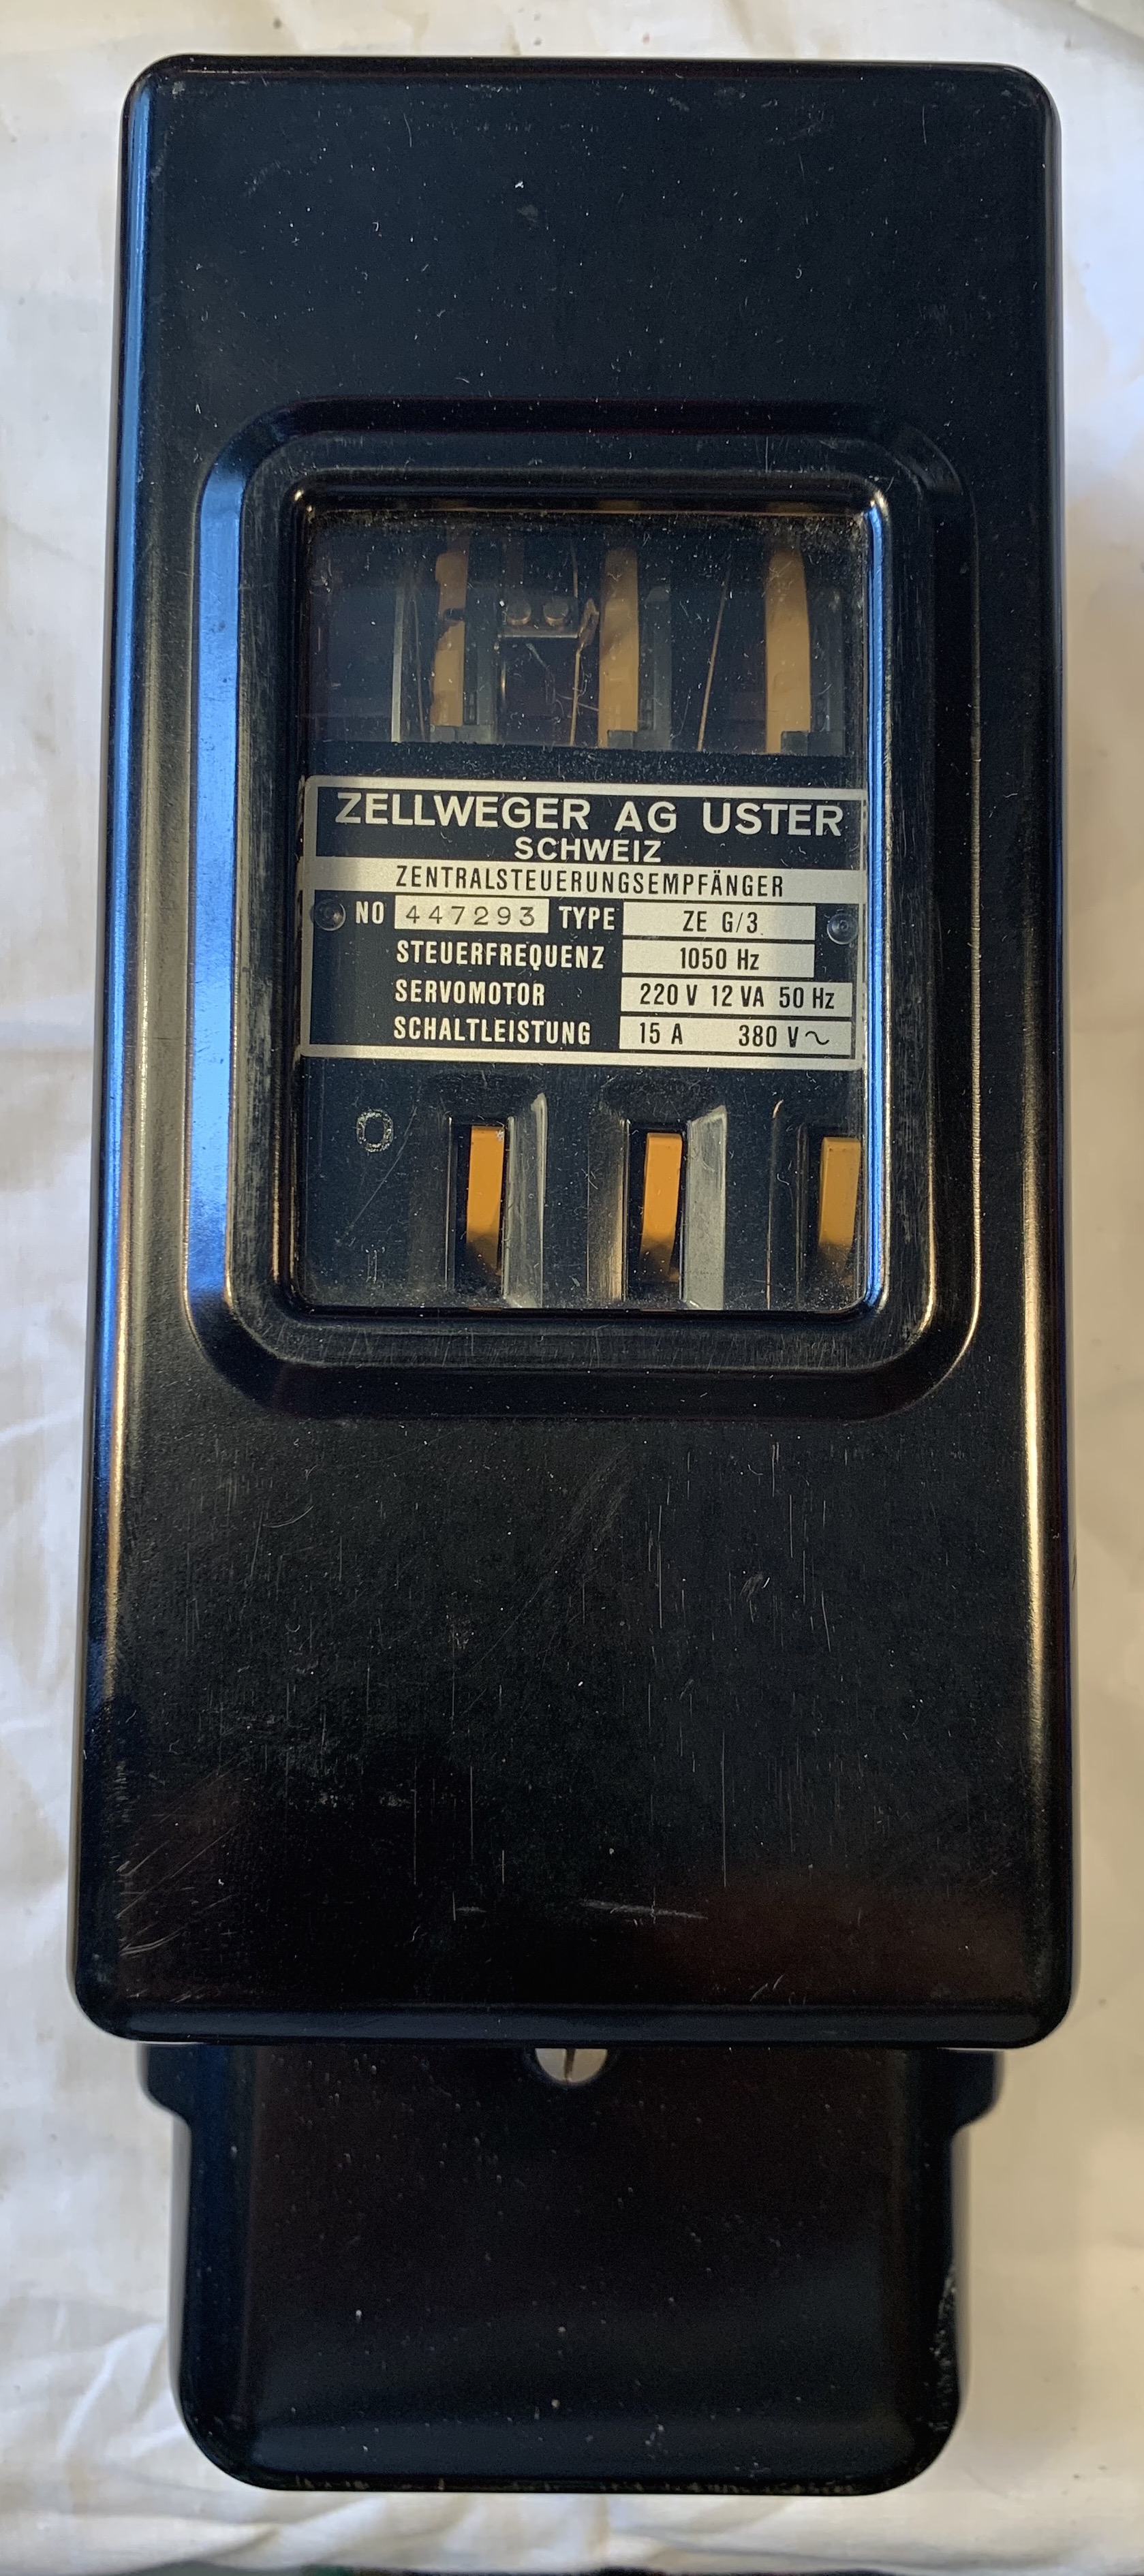 ZELLWEGER AG USTER
SCHWEIZ
ZENTRALSTEUERUNGSEMPFÄNGER
NO 447293 TYPE ZE G/3
STEUERFREQUENZ 1050 Hz
SERVOMOTOR 220 V 12 VA 50 Hz
SCHALTLEISTUNG 15 A 380 V~
0